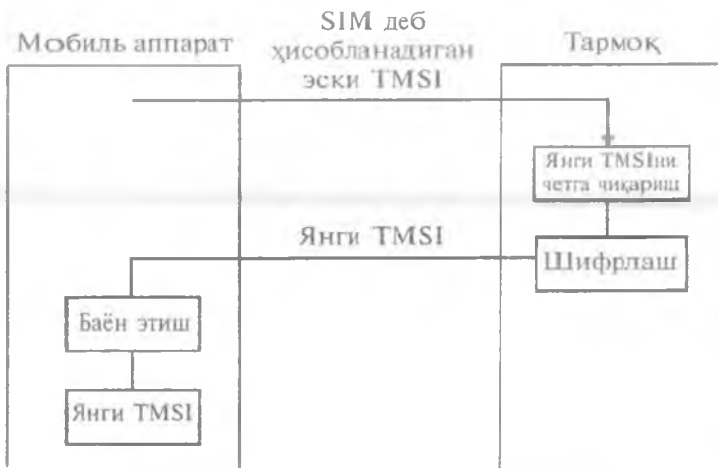 Мобиль аппарат
SIM деб
ҳисобланадиган
эски TMSI
Тармоқ
Янги TMSIни
четга чиқариш
Янги TMSI
Шифрлаш
Баён этиш
Янги TMSI